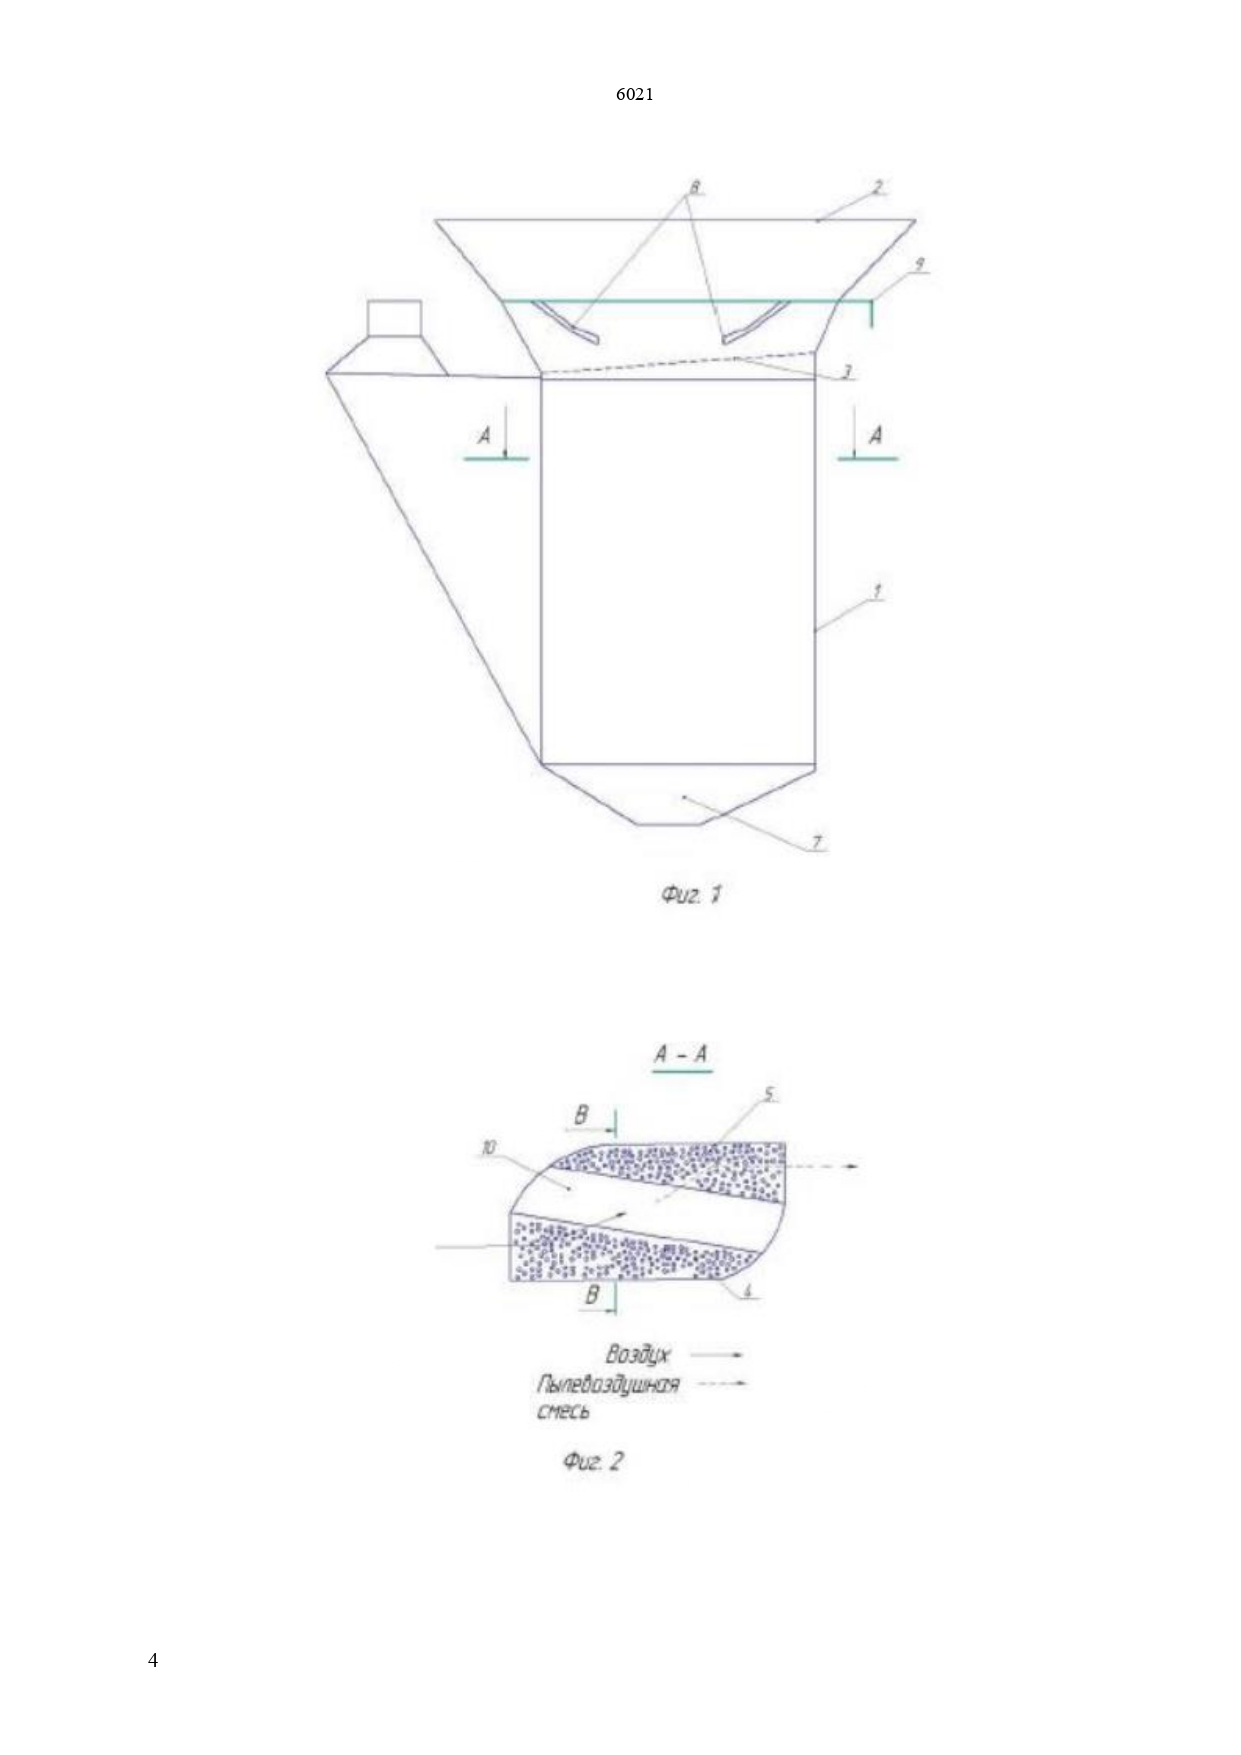 6021
8
2
9
3
А
А
1
7
Фиг. 1
А - А
5
В
10
В
4
Воздух
Пылевоздушная
смесь
Фиг. 2
4